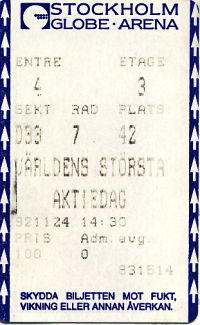 STOCKHOLM
GLOBE·ARENA
ENTRE ETAGE
4 3
SEKT RAD PLATS
D33 7 42
VÄRLDENS STÖRSTA
AKTIEDAG
921124 14:30
PRIS Adm.avg.
100 0
831514
SKYDDA BILJETTEN MOT FUKT,
VIKNING ELLER ANNAN ÅVERKAN.